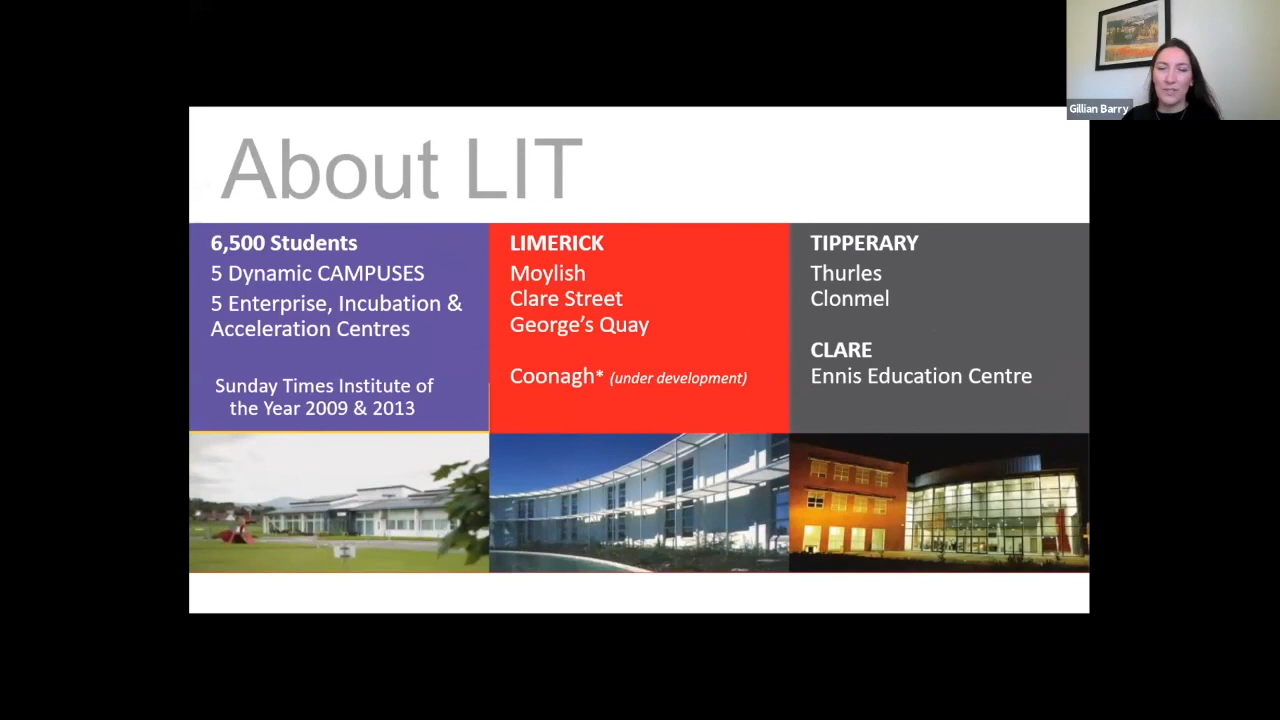 Gillian Barry
About LIT
6,500 Students
5 Dynamic CAMPUSES
5 Enterprise, Incubation &
Acceleration Centres
Sunday Times Institute of
the Year 2009 & 2013
LIMERICK
Moylish
Clare Street
George's Quay
Coonagh* (under development)
TIPPERARY
Thurles
Clonmel
CLARE
Ennis Education Centre